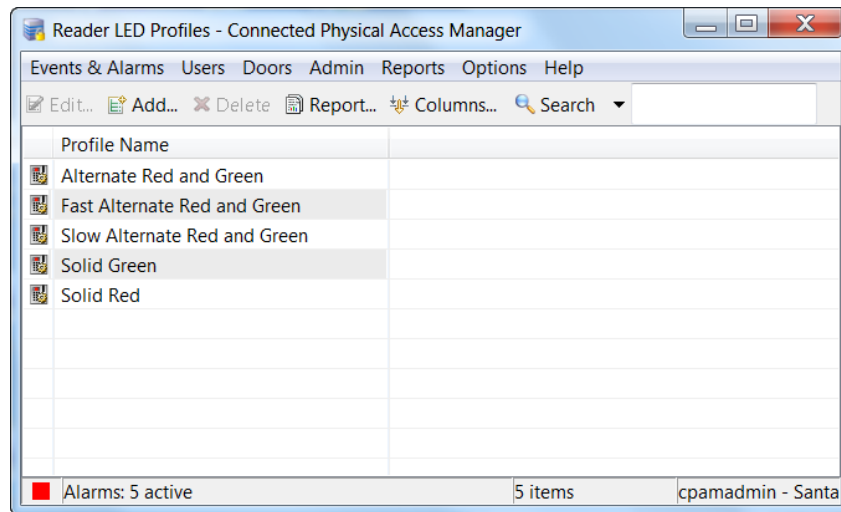 Reader LED Profiles - Connected Physical Access Manager
Events & Alarms Users Doors Admin Reports Options Help
Edit... Add... Delete Report... Columns... Search
Profile Name
Alternate Red and Green
Fast Alternate Red and Green
Slow Alternate Red and Green
Solid Green
Solid Red
Alarms: 5 active 5 items cpamadmin - Santa